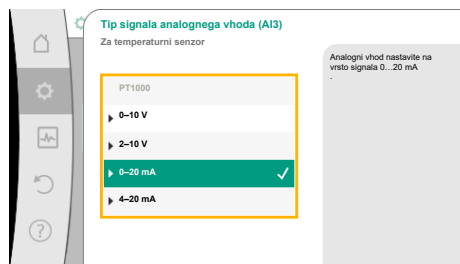 Tip signala analognega vhoda (AI3)
Za temperaturni senzor
Analogni vhod nastavite na
vrsto signala 0...20 mA
.
PT1000
0–10 V
2–10 V
0–20 mA
4–20 mA
?